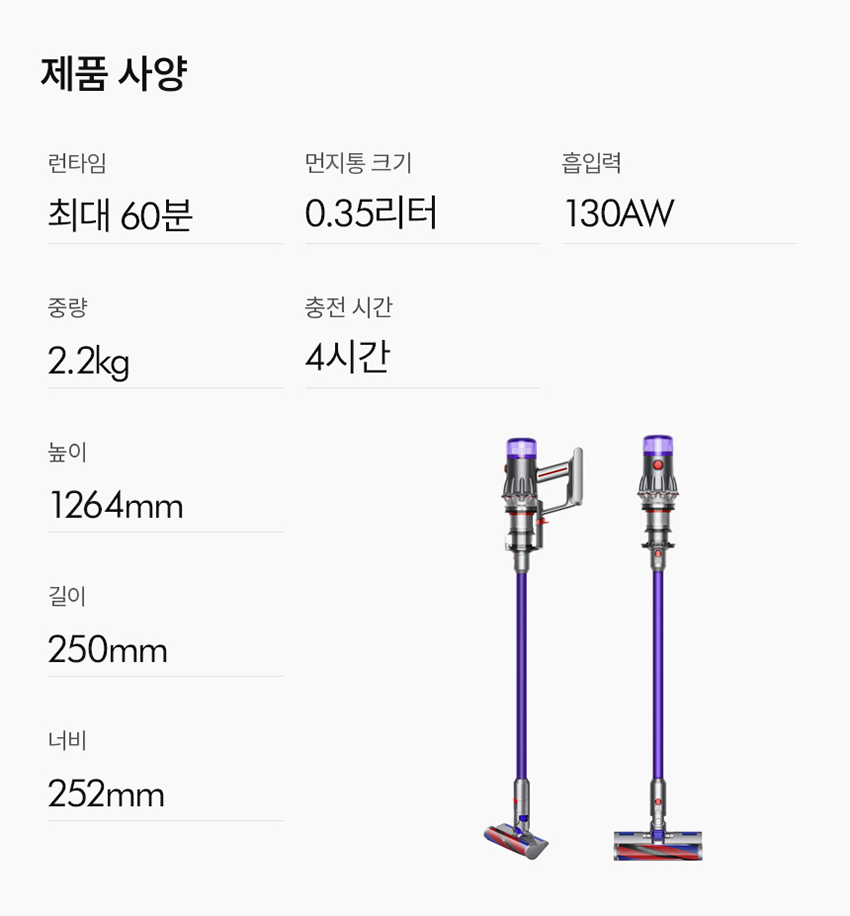 제품 사양
런타임
최대 60분
먼지통 크기
0.35리터
흡입력
130AW
중량
2.2kg
충전 시간
4시간
높이
1264mm
길이
250mm
너비
252mm